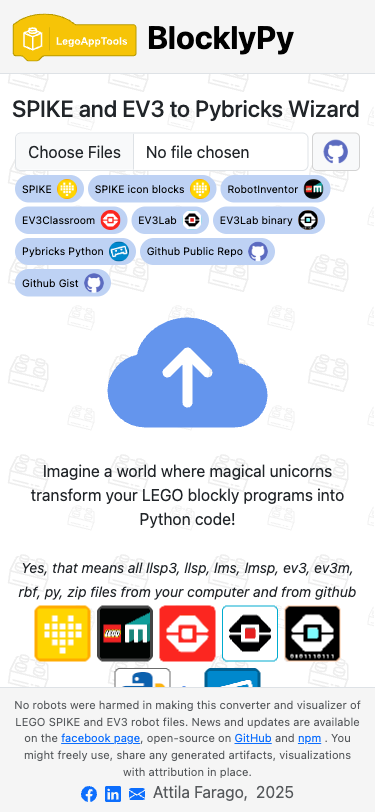 LegoAppTools
BlocklyPy
SPIKE and EV3 to Pybricks Wizard
Choose Files No file chosen
SPIKE SPIKE icon blocks RobotInventor
EV3Classroom EV3Lab EV3Lab binary
Pybricks Python Github Public Repo
Github Gist
Imagine a world where magical unicorns
transform your LEGO blockly programs into
Python code!
Yes, that means all llsp3, llsp, lms, lmsp, ev3, ev3m,
rbf, py, zip files from your computer and from github
LEGO m
No robots were harmed in making this converter and visualizer of
LEGO SPIKE and EV3 robot files. News and updates are available
on the facebook page, open-source on GitHub and npm . You
might freely use, share any generated artifacts, visualizations
with attribution in place.
Attila Farago, 2025